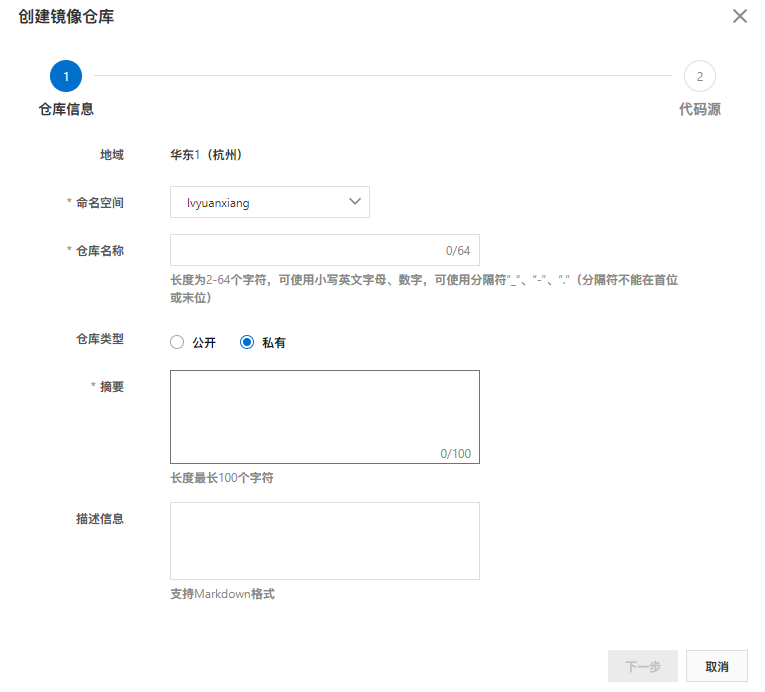 创建镜像仓库
1
2
仓库信息
代码源
地域
华东1（杭州）
* 命名空间
lvyuanxiang
* 仓库名称
0/64
长度为2-64个字符，可使用小写英文字母、数字，可使用分隔符“_”、“-”、“.”（分隔符不能在首位
或末位）
仓库类型
公开
私有
* 摘要
0/100
长度最长100个字符
描述信息
支持Markdown格式
下一步
取消